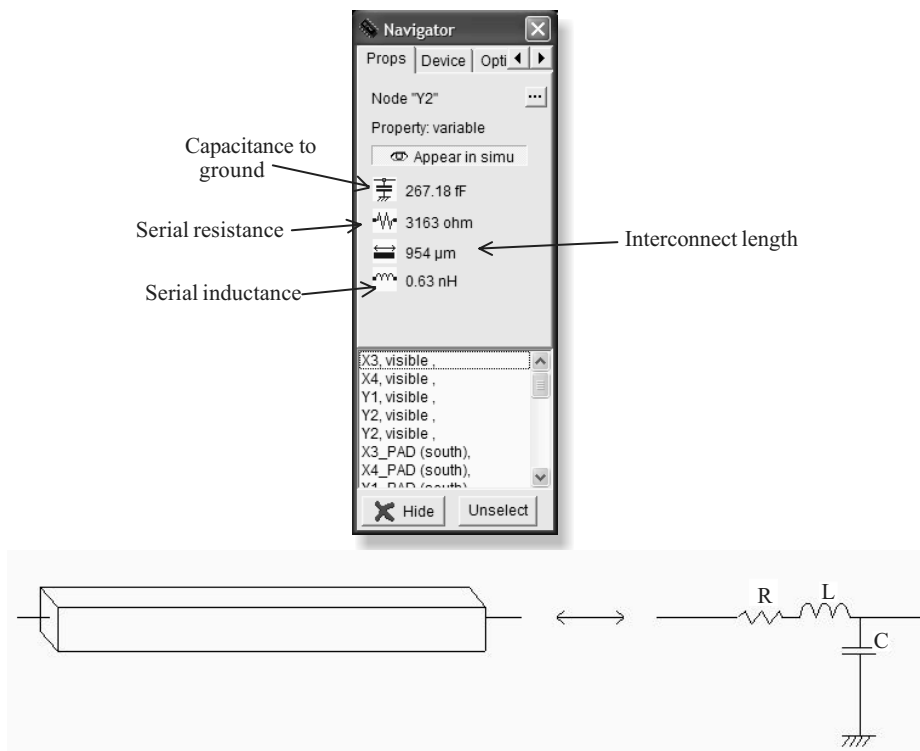 Navigator
Props Device Opti
Node "Y2" ...
Property: variable
Appear in simu
Capacitance to
ground
267.18 fF
Serial resistance
3163 ohm
Interconnect length
954 µm
Serial inductance
0.63 nH
X3, visible ,
X4, visible ,
Y1, visible ,
Y2, visible ,
Y2, visible ,
X3_PAD (south),
X4_PAD (south),
Y1_PAD (south)
Hide Unselect
R L
C